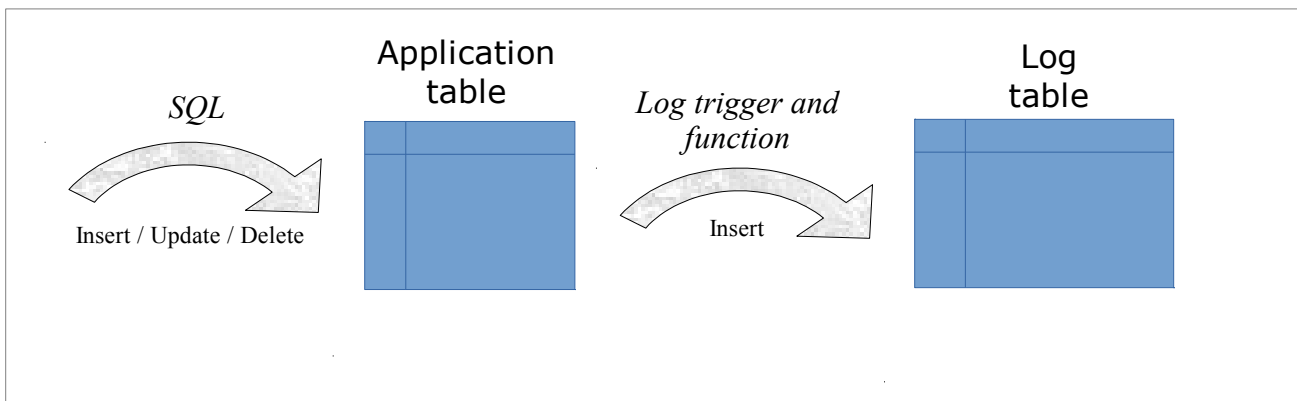 SQL
Insert / Update / Delete
Application
table
Log trigger and
function
Insert
Log
table